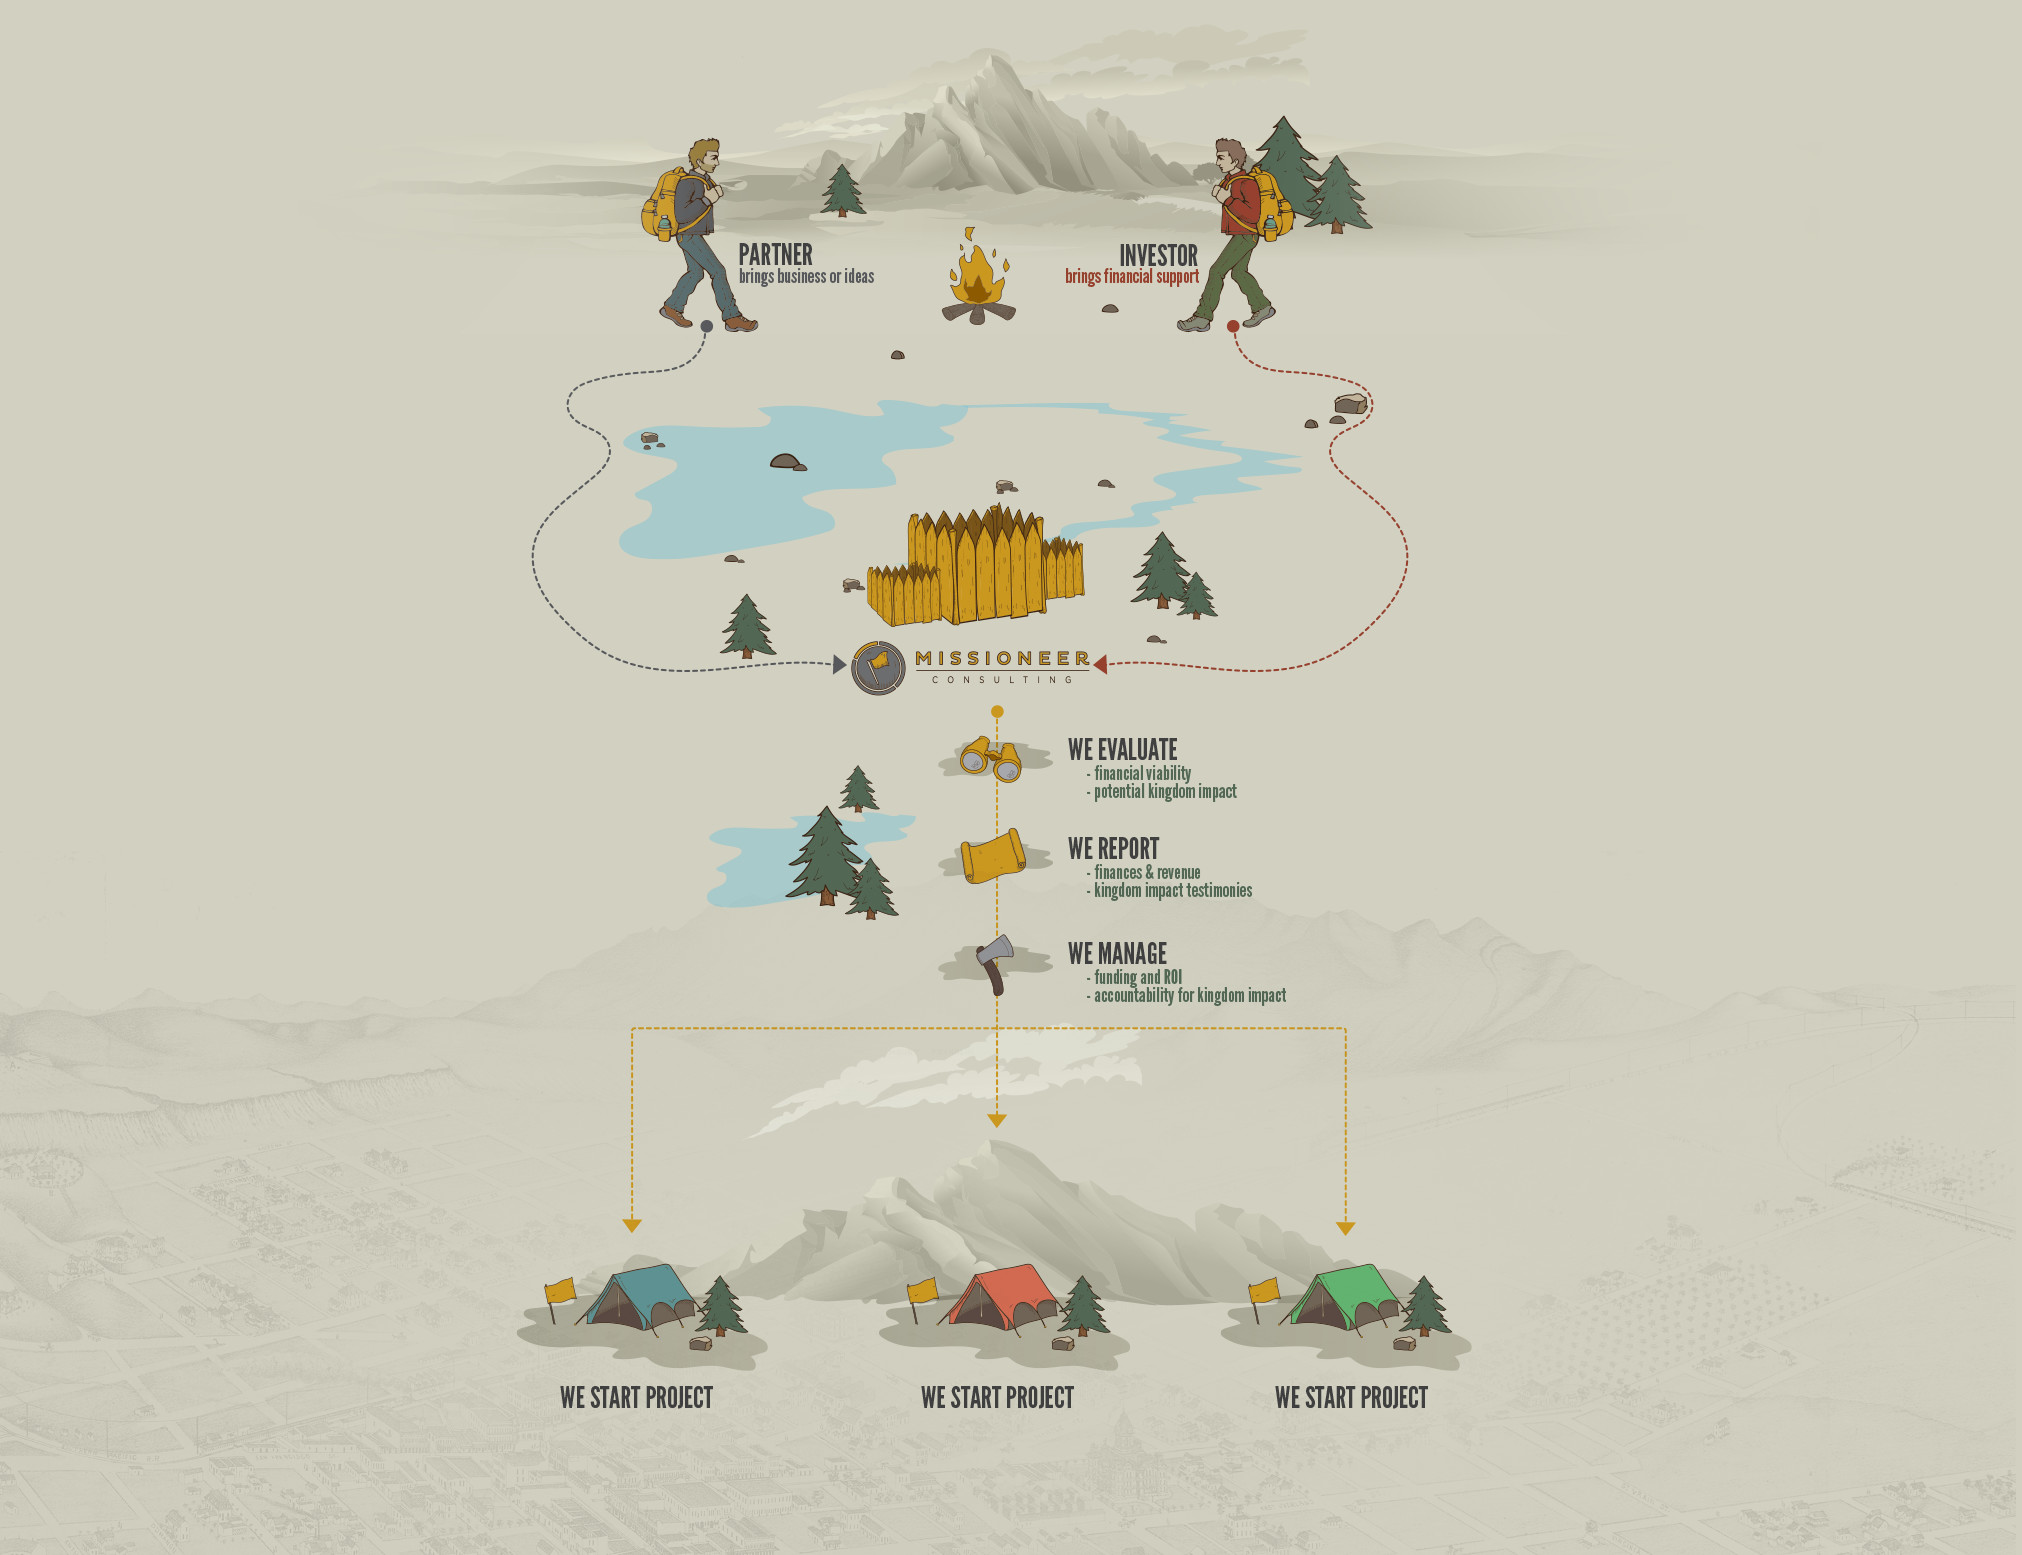 PARTNER
brings business or ideas
INVESTOR
brings financial support
MISSIONEER
CONSULTING
WE EVALUATE
- financial viability
- potential kingdom impact
WE REPORT
- finances & revenue
- kingdom impact testimonies
WE MANAGE
- funding and ROI
- accountability for kingdom impact
WE START PROJECT
WE START PROJECT
WE START PROJECT